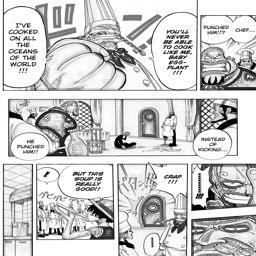 CHEF...
PUNCHED
HIM!?
YOU'LL
NEVER BE
ABLE TO
COOK LIKE
ME, BABY
EGG-
PLANT!!!
I'VE
COOKED
ON ALL
THE
OCEANS
OF THE
WORLD
!!!
INSTEAD
OF
KICKING...
HE
PUNCHED
HIM!!
CRAP
!!!
BUT THIS
SOUP IS
REALLY
GOOD!!